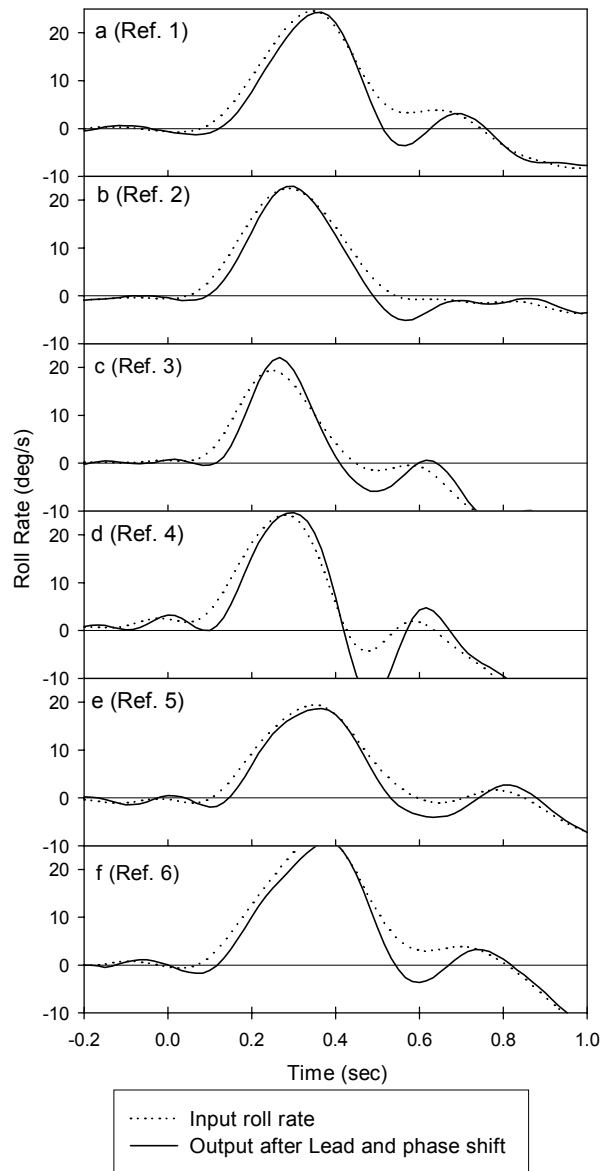 a (Ref. 1)
20
10
0
-10
b (Ref. 2)
20
10
0
-10
c (Ref. 3)
20
10
0
-10
d (Ref. 4)
20
10
0
-10
e (Ref. 5)
20
10
0
-10
f (Ref. 6)
20
10
0
-10
Roll Rate (deg/s)
-0.2 0.0 0.2 0.4 0.6 0.8 1.0
Time (sec)
Input roll rate
Output after Lead and phase shift